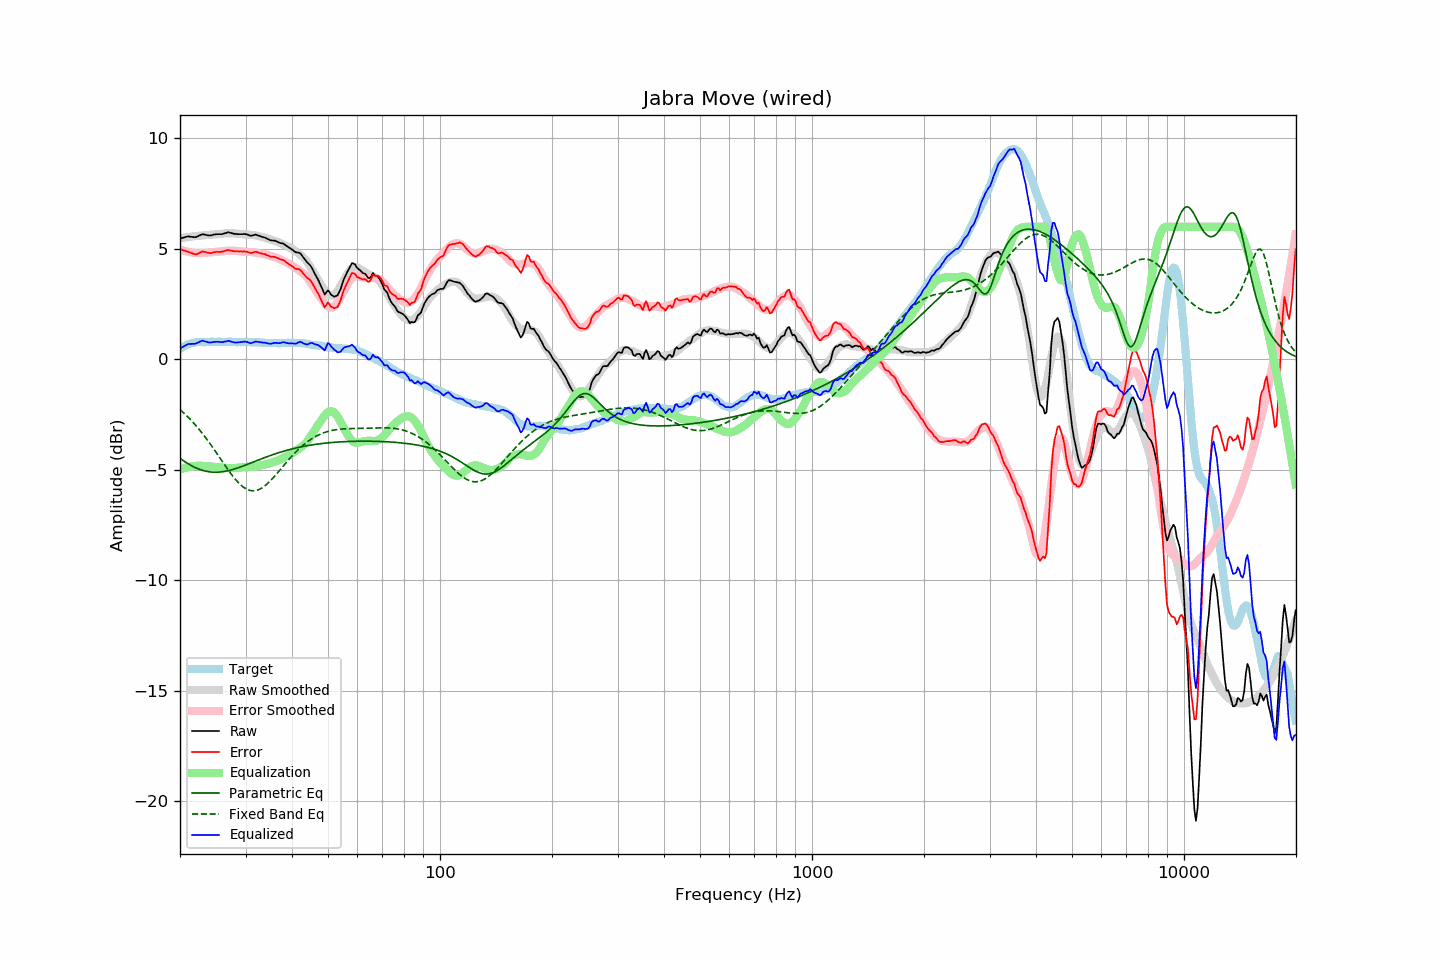 Jabra Move (wired)
10
5
0
−5
−10
−15
−20
Amplitude (dBr)
Target
Raw Smoothed
Error Smoothed
Raw
Error
Equalization
Parametric Eq
Fixed Band Eq
Equalized
100
1000
10000
Frequency (Hz)